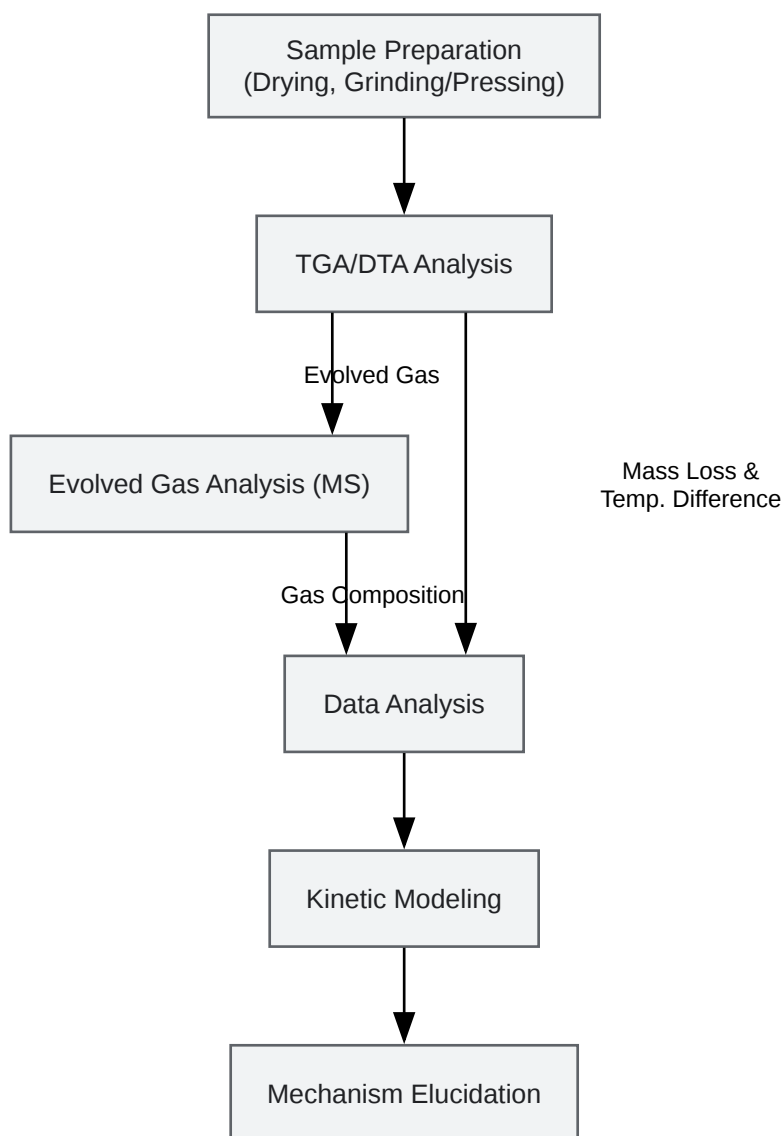 Sample Preparation
(Drying, Grinding/Pressing)
TGA/DTA Analysis
Evolved Gas
Evolved Gas Analysis (MS)
Mass Loss &
Temp. Difference
Gas Composition
Data Analysis
Kinetic Modeling
Mechanism Elucidation